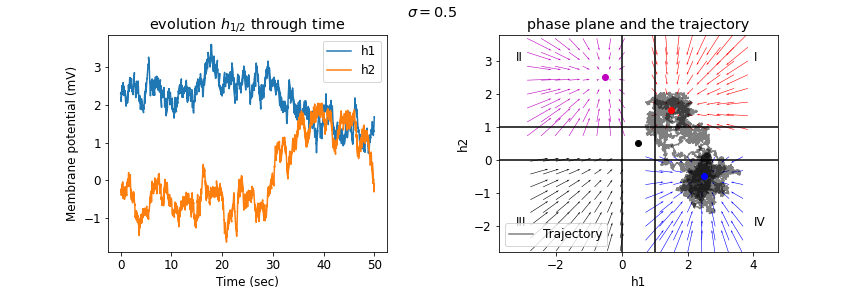 σ = 0.5
evolution h1/2 through time
phase plane and the trajectory
h1
h2
Membrane potential (mV)
3
2
1
0
−1
0
10
20
30
40
50
Time (sec)
II
I
III
IV
Trajectory
h2
3
2
1
0
−1
−2
−2
0
2
4
h1